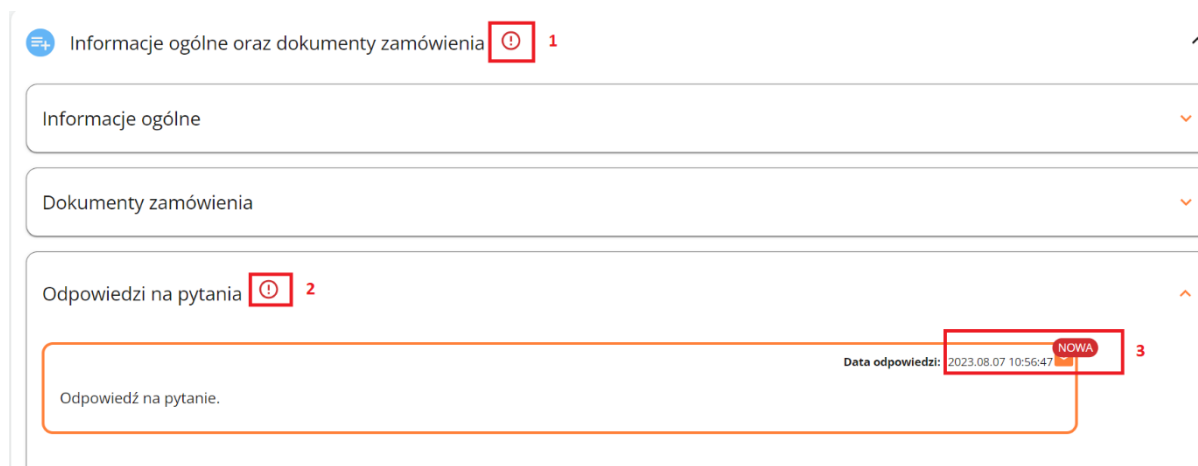 Informacje ogólne oraz dokumenty zamówienia 1
Informacje ogólne
Dokumenty zamówienia
Odpowiedzi na pytania 2
NOWA
Data odpowiedzi: 2023.08.07 10:56:47 3
Odpowiedź na pytanie.